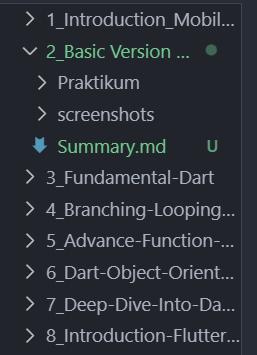 1_Introduction_Mobil...
2_Basic Version ...
Praktikum
screenshots
Summary.md U
3_Fundamental-Dart
4_Branching-Looping...
5_Advance-Function-...
6_Dart-Object-Orient...
7_Deep-Dive-Into-Da...
8_Introduction-Flutter...